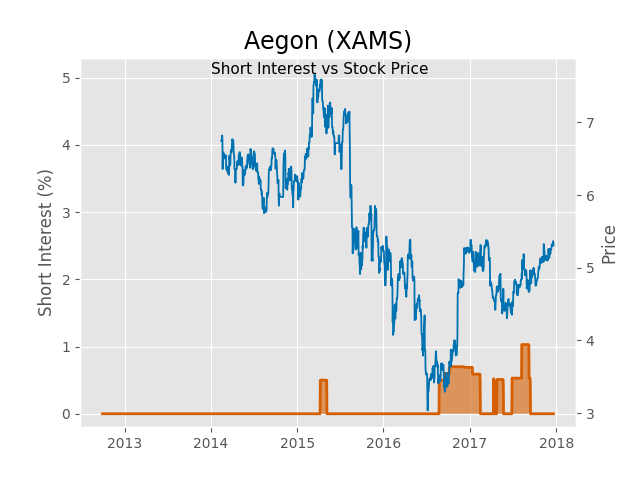 Aegon (XAMS)
Short Interest vs Stock Price
Short Interest (%)
5
4
3
2
1
0
Price
7
6
5
4
3
2013 2014 2015 2016 2017 2018